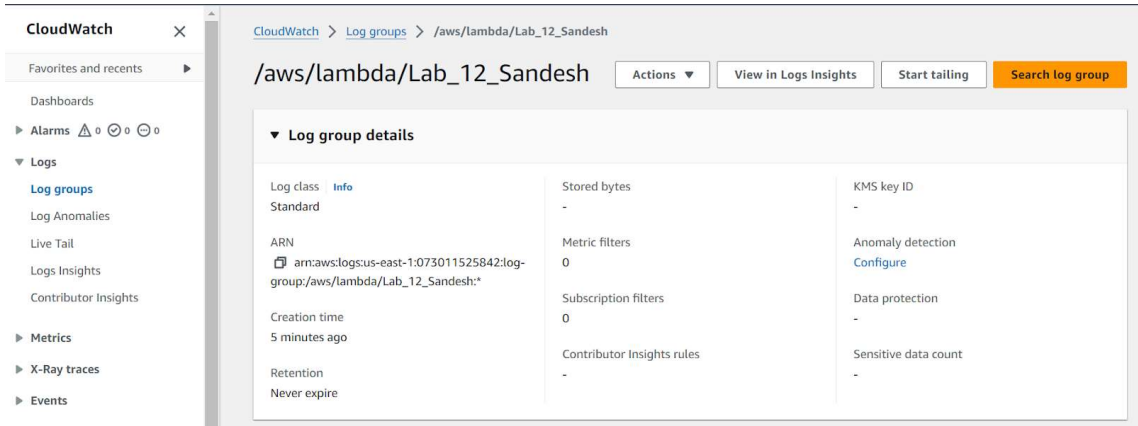 CloudWatch
Favorites and recents
Dashboards
Alarms 0 0 0
Logs
Log groups
Log Anomalies
Live Tail
Logs Insights
Contributor Insights
Metrics
X-Ray traces
Events
CloudWatch > Log groups > /aws/lambda/Lab_12_Sandesh
/aws/lambda/Lab_12_Sandesh
Actions
View in Logs Insights
Start tailing
Search log group
Log group details
Log class Info
Standard
ARN
arn:aws:logs:us-east-1:073011525842:log-
group:/aws/lambda/Lab_12_Sandesh:*
Creation time
5 minutes ago
Retention
Never expire
Stored bytes
-
Metric filters
0
Subscription filters
0
Contributor Insights rules
-
KMS key ID
-
Anomaly detection
Configure
Data protection
-
Sensitive data count
-